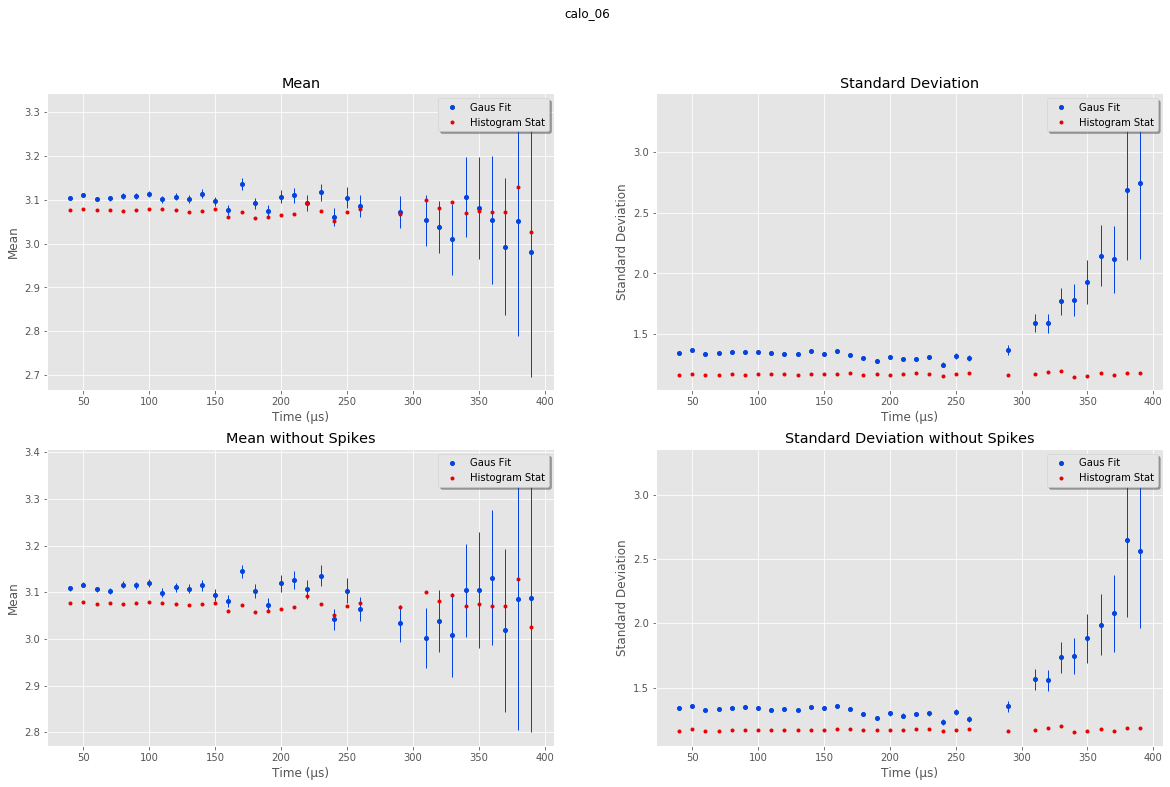 calo_06
Mean
Standard Deviation
Gaus Fit
Histogram Stat
Gaus Fit
Histogram Stat
3.3
3.2
3.1
3.0
2.9
2.8
2.7
Mean
3.0
2.5
2.0
1.5
Standard Deviation
50 100 150 200 250 300 350 400
50 100 150 200 250 300 350 400
Time (µs)
Time (µs)
Mean without Spikes
Standard Deviation without Spikes
Gaus Fit
Histogram Stat
Gaus Fit
Histogram Stat
3.4
3.3
3.2
3.1
3.0
2.9
2.8
Mean
3.0
2.5
2.0
1.5
Standard Deviation
50 100 150 200 250 300 350 400
50 100 150 200 250 300 350 400
Time (µs)
Time (µs)